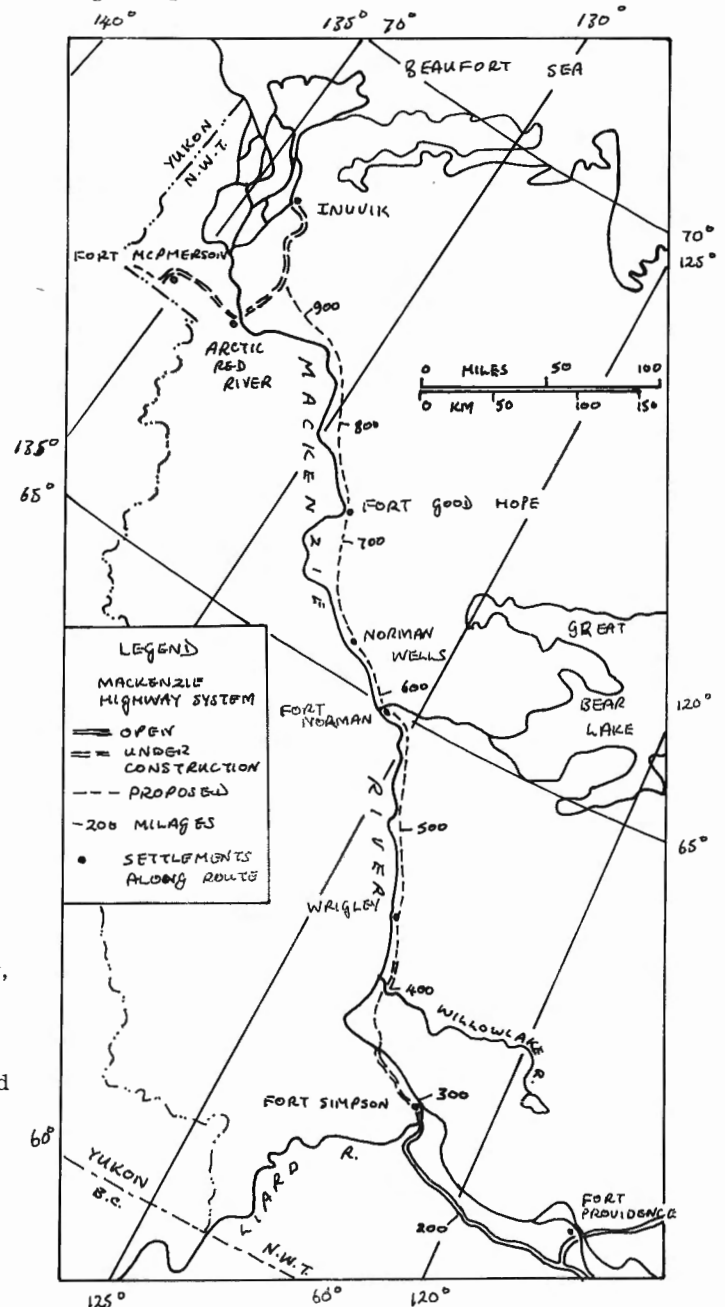 140°
135° 70°
130°
BEAUFORT SEA
YUKON
N.W.T.
INUVIK
70°
125°
FORT MCPMERSON
900
ARCTIC
RED
RIVER
MACKENZIE
0 MILES 50 100
0 KM 50 100 150
800
135°
65°
FORT GOOD HOPE
700
GREAT
BEAR
LAKE
NORMAN
WELLS
600
FORT
NORMAN
120°
LEGEND
MACKENZIE
HIGHWAY SYSTEM
OPEN
UNDER
CONSTRUCTION
PROPOSED
-200 MILAGES
SETTLEMENTS
ALONG ROUTE
RIVER
500
65°
WRIGLEY
,
400
WILLOWLAKE R.
d
FORT SIMPSON
300
60°
YUKON
B.C.
LIARD R.
N.W.T.
FORT
PROVIDENCE
200
125°
60°
120°